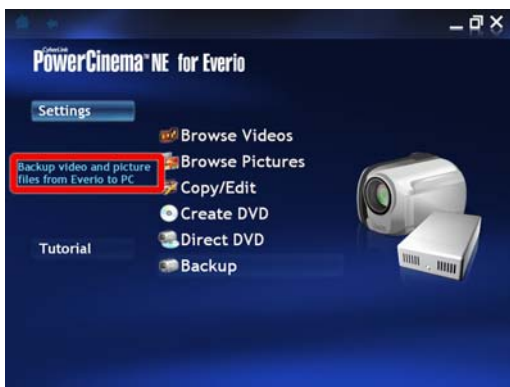 CyberLink
PowerCinema™ NE for Everio
Settings
Browse Videos
Backup video and picture
files from Everio to PC
Browse Pictures
Copy/Edit
Create DVD
Direct DVD
Tutorial
Backup